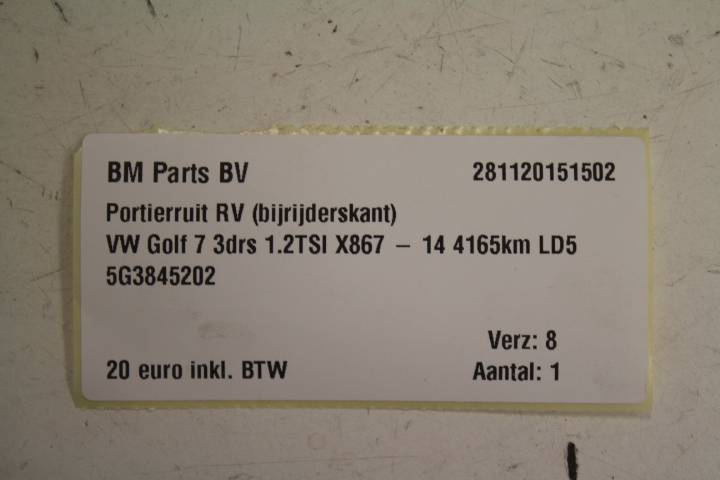 BM Parts BV 281120151502
Portierruit RV (bijrijderskant)
VW Golf 7 3drs 1.2TSI X867 – 14 4165km LD5
5G3845202
Verz: 8
20 euro inkl. BTW Aantal: 1